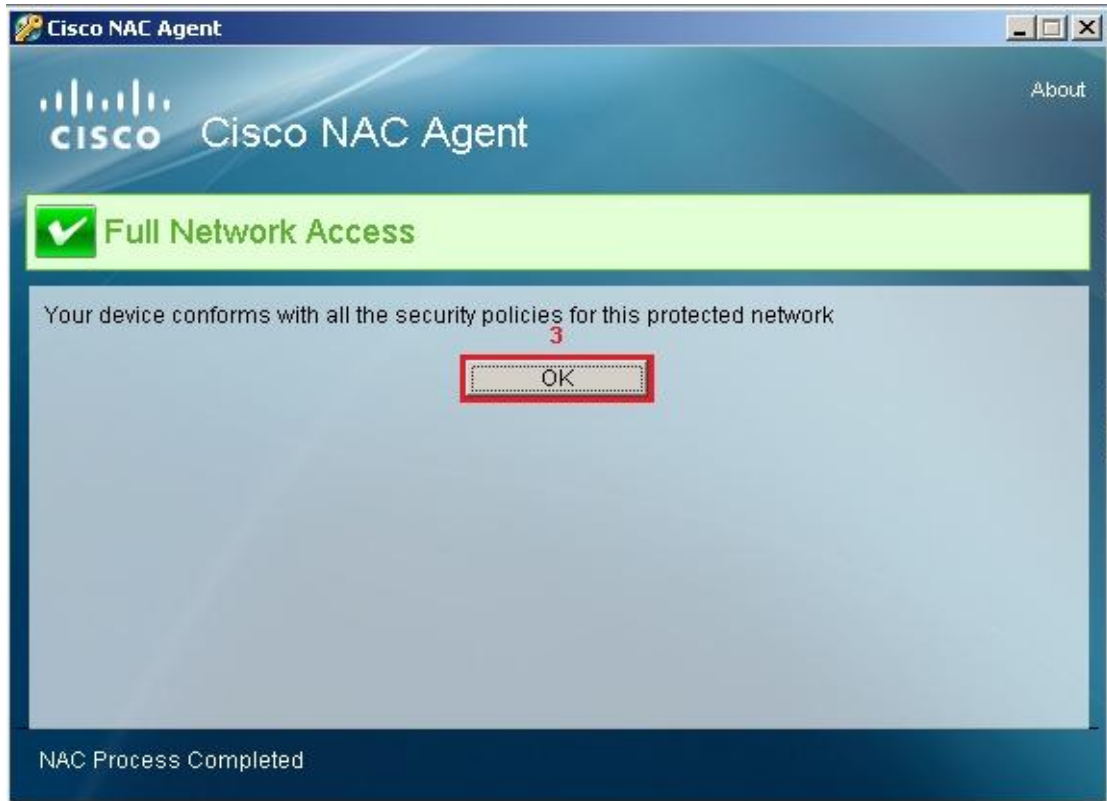 Cisco NAC Agent
About
CISCO Cisco NAC Agent
Full Network Access
Your device conforms with all the security policies for this protected network
3
OK
NAC Process Completed